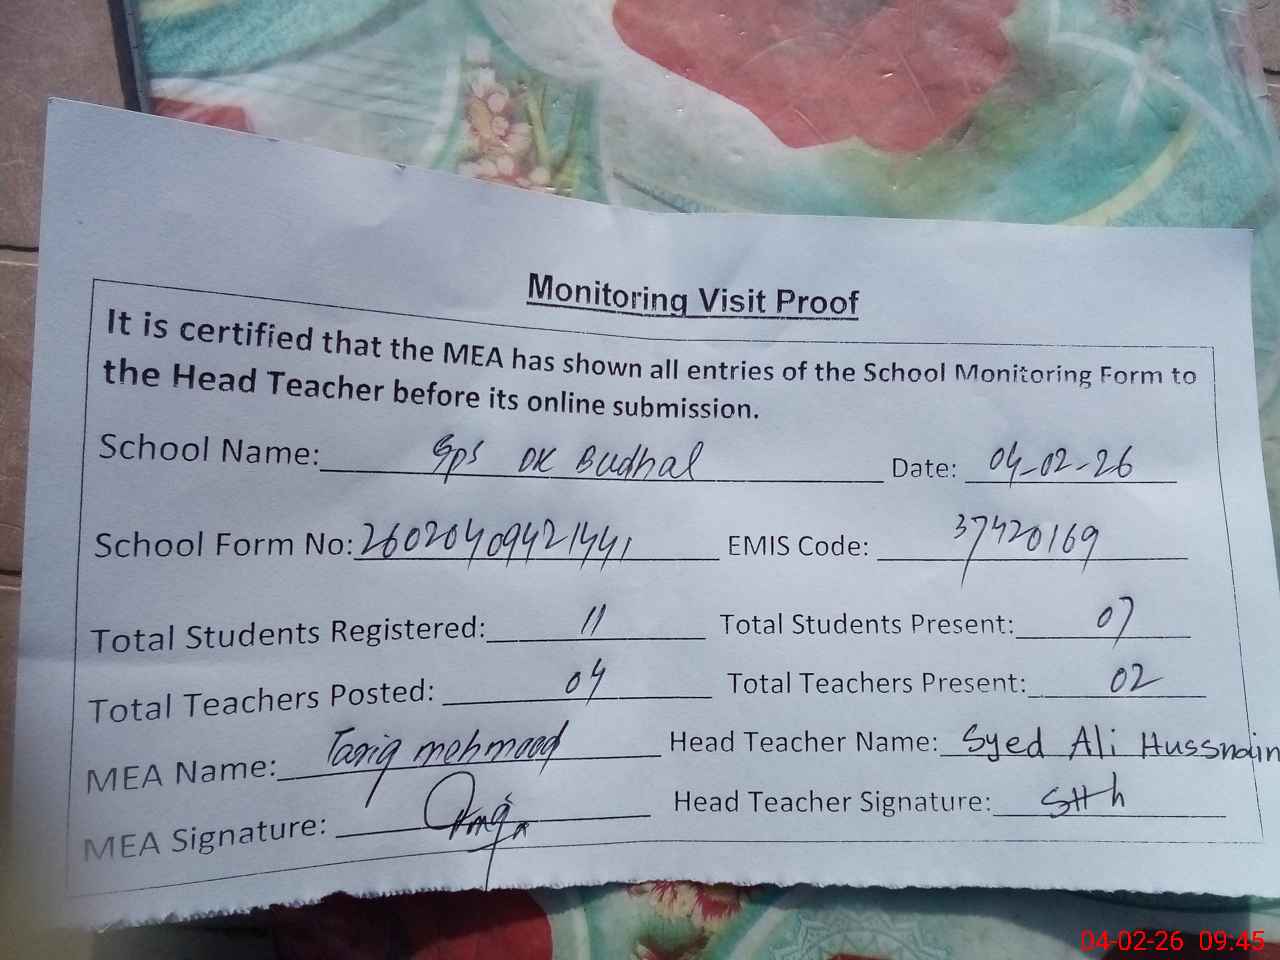 Monitoring Visit Proof
It is certified that the MEA has shown all entries of the School Monitoring Form to
the Head Teacher before its online submission.
School Name: GPS DK Budhal Date: 04-02-26
School Form No: 26020409421441 EMIS Code: 37420169
Total Students Registered: 11 Total Students Present: 07
Total Teachers Posted: 04 Total Teachers Present: 02
MEA Name: Tariq mehmood Head Teacher Name: Syed Ali Hussnain
MEA Signature: Head Teacher Signature:
04-02-26 09:45